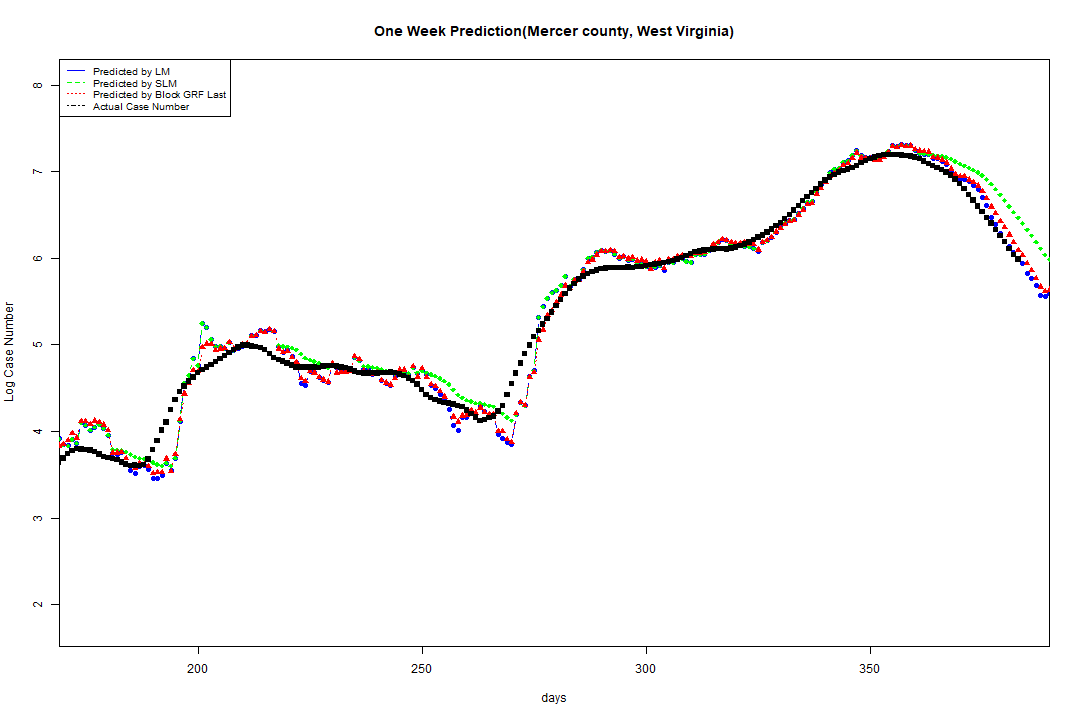 One Week Prediction(Mercer county, West Virginia)
Predicted by LM
Predicted by SLM
Predicted by Block GRF Last
Actual Case Number
8
7
6
5
4
3
2
Log Case Number
200 250 300 350
days